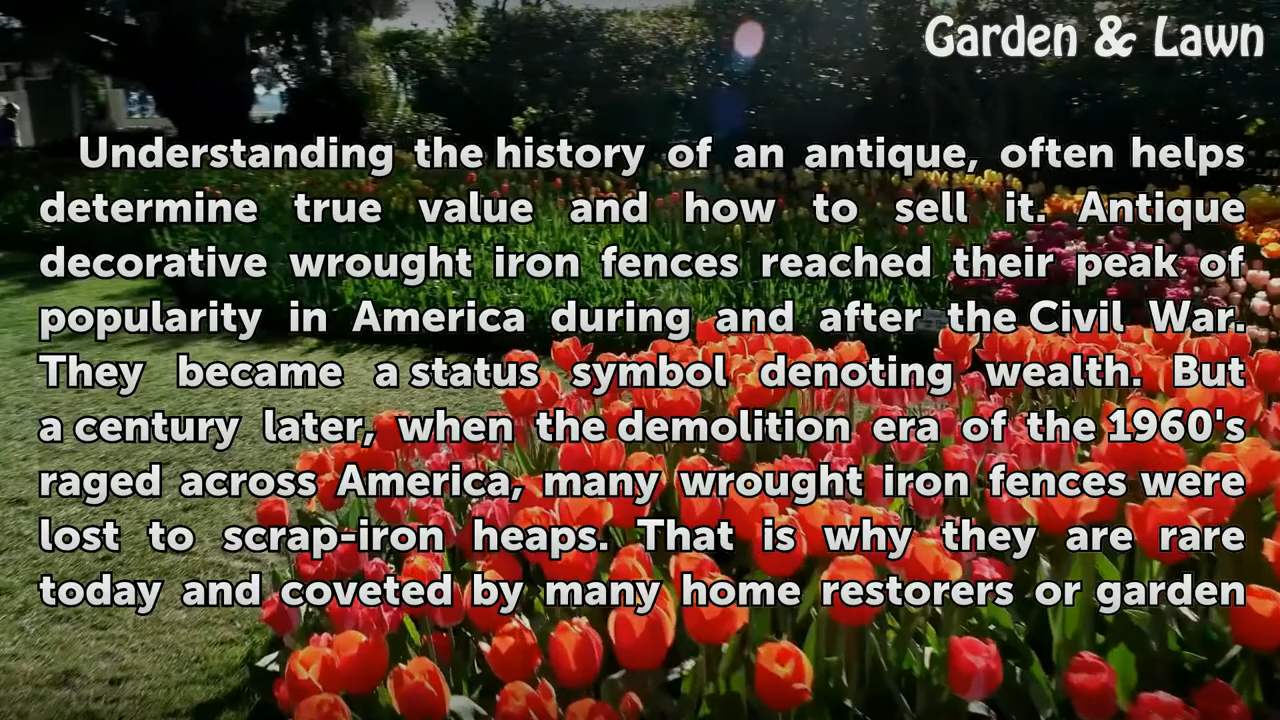 Garden & Lawn
Understanding the history of an antique, often helps
determine true value and how to sell it. Antique
decorative wrought iron fences reached their peak of
popularity in America during and after the Civil War.
They became a status symbol denoting wealth. But
a century later, when the demolition era of the 1960's
raged across America, many wrought iron fences were
lost to scrap-iron heaps. That is why they are rare
today and coveted by many home restorers or garden